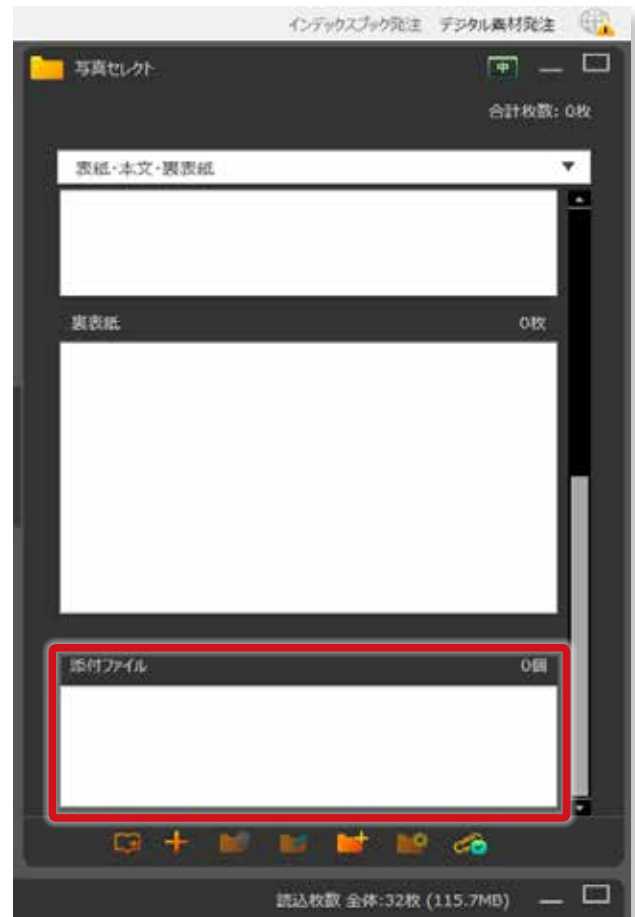 インデックスブック発注 デジタル素材発注
写真セレクト 中
合計枚数: 0枚
表紙・本文・裏表紙
裏表紙 0枚
添付ファイル 0個
読込枚数 全体:32枚 (115.7MB)